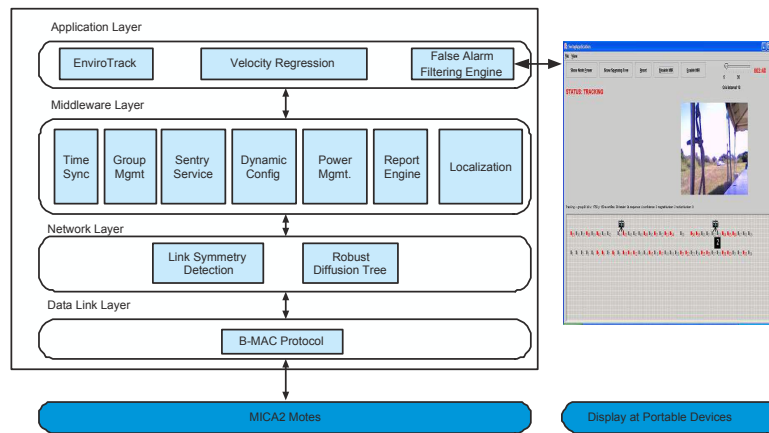 Application Layer
EnviroTrack
Velocity Regression
False Alarm
Filtering Engine
Middleware Layer
Time
Sync
Group
Mgmt
Sentry
Service
Dynamic
Config
Power
Mgmt.
Report
Engine
Localization
Network Layer
Link Symmetry
Detection
Robust
Diffusion Tree
Data Link Layer
B-MAC Protocol
MICA2 Motes
STATUS: TRACKING
2
Display at Portable Devices